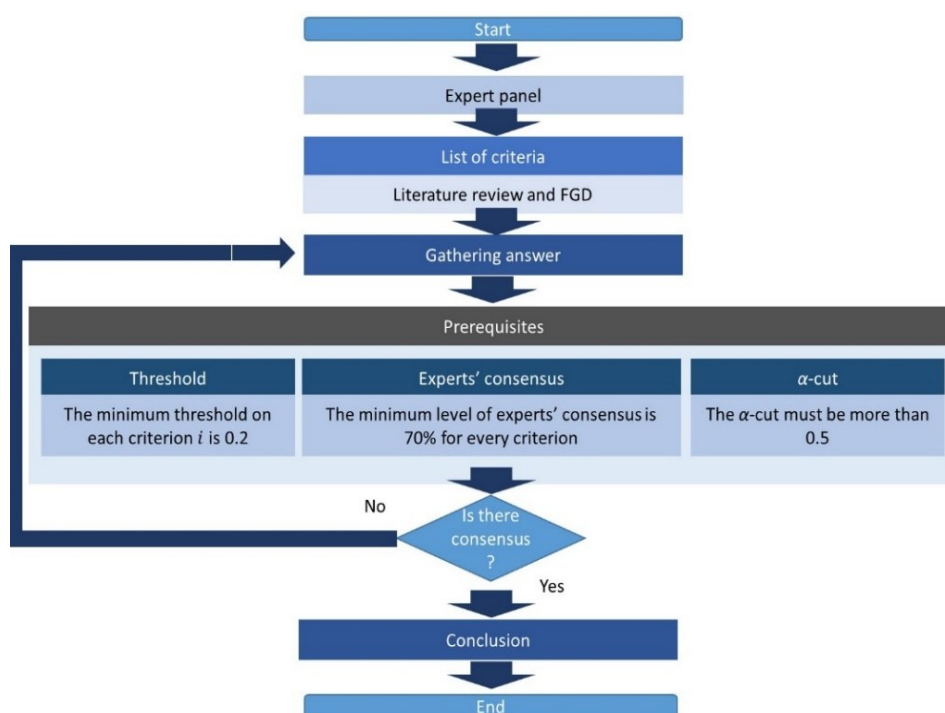 Start
Expert panel
List of criteria
Literature review and FGD
Gathering answer
Prerequisites
Threshold
The minimum threshold on
each criterion 𝑖 is 0.2
Experts’ consensus
The minimum level of experts’ consensus is
70% for every criterion
α-cut
The α-cut must be more than
0.5
No
Is there
consensus
?
Yes
Conclusion
End